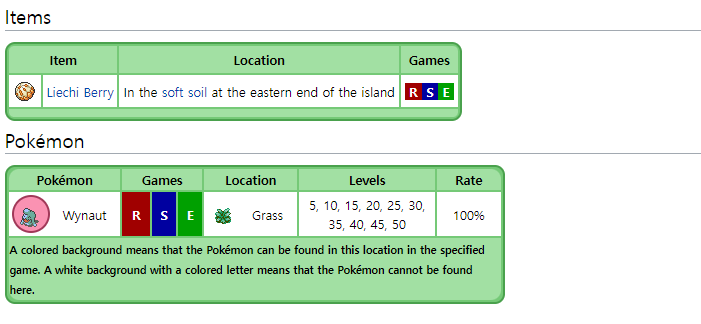 Items
Item Location Games
Liechi Berry In the soft soil at the eastern end of the island R S E
Pokémon
Pokémon Games Location Levels Rate
Wynaut R S E Grass 5, 10, 15, 20, 25, 30, 35, 40, 45, 50 100%
A colored background means that the Pokémon can be found in this location in the specified
game. A white background with a colored letter means that the Pokémon cannot be found
here.